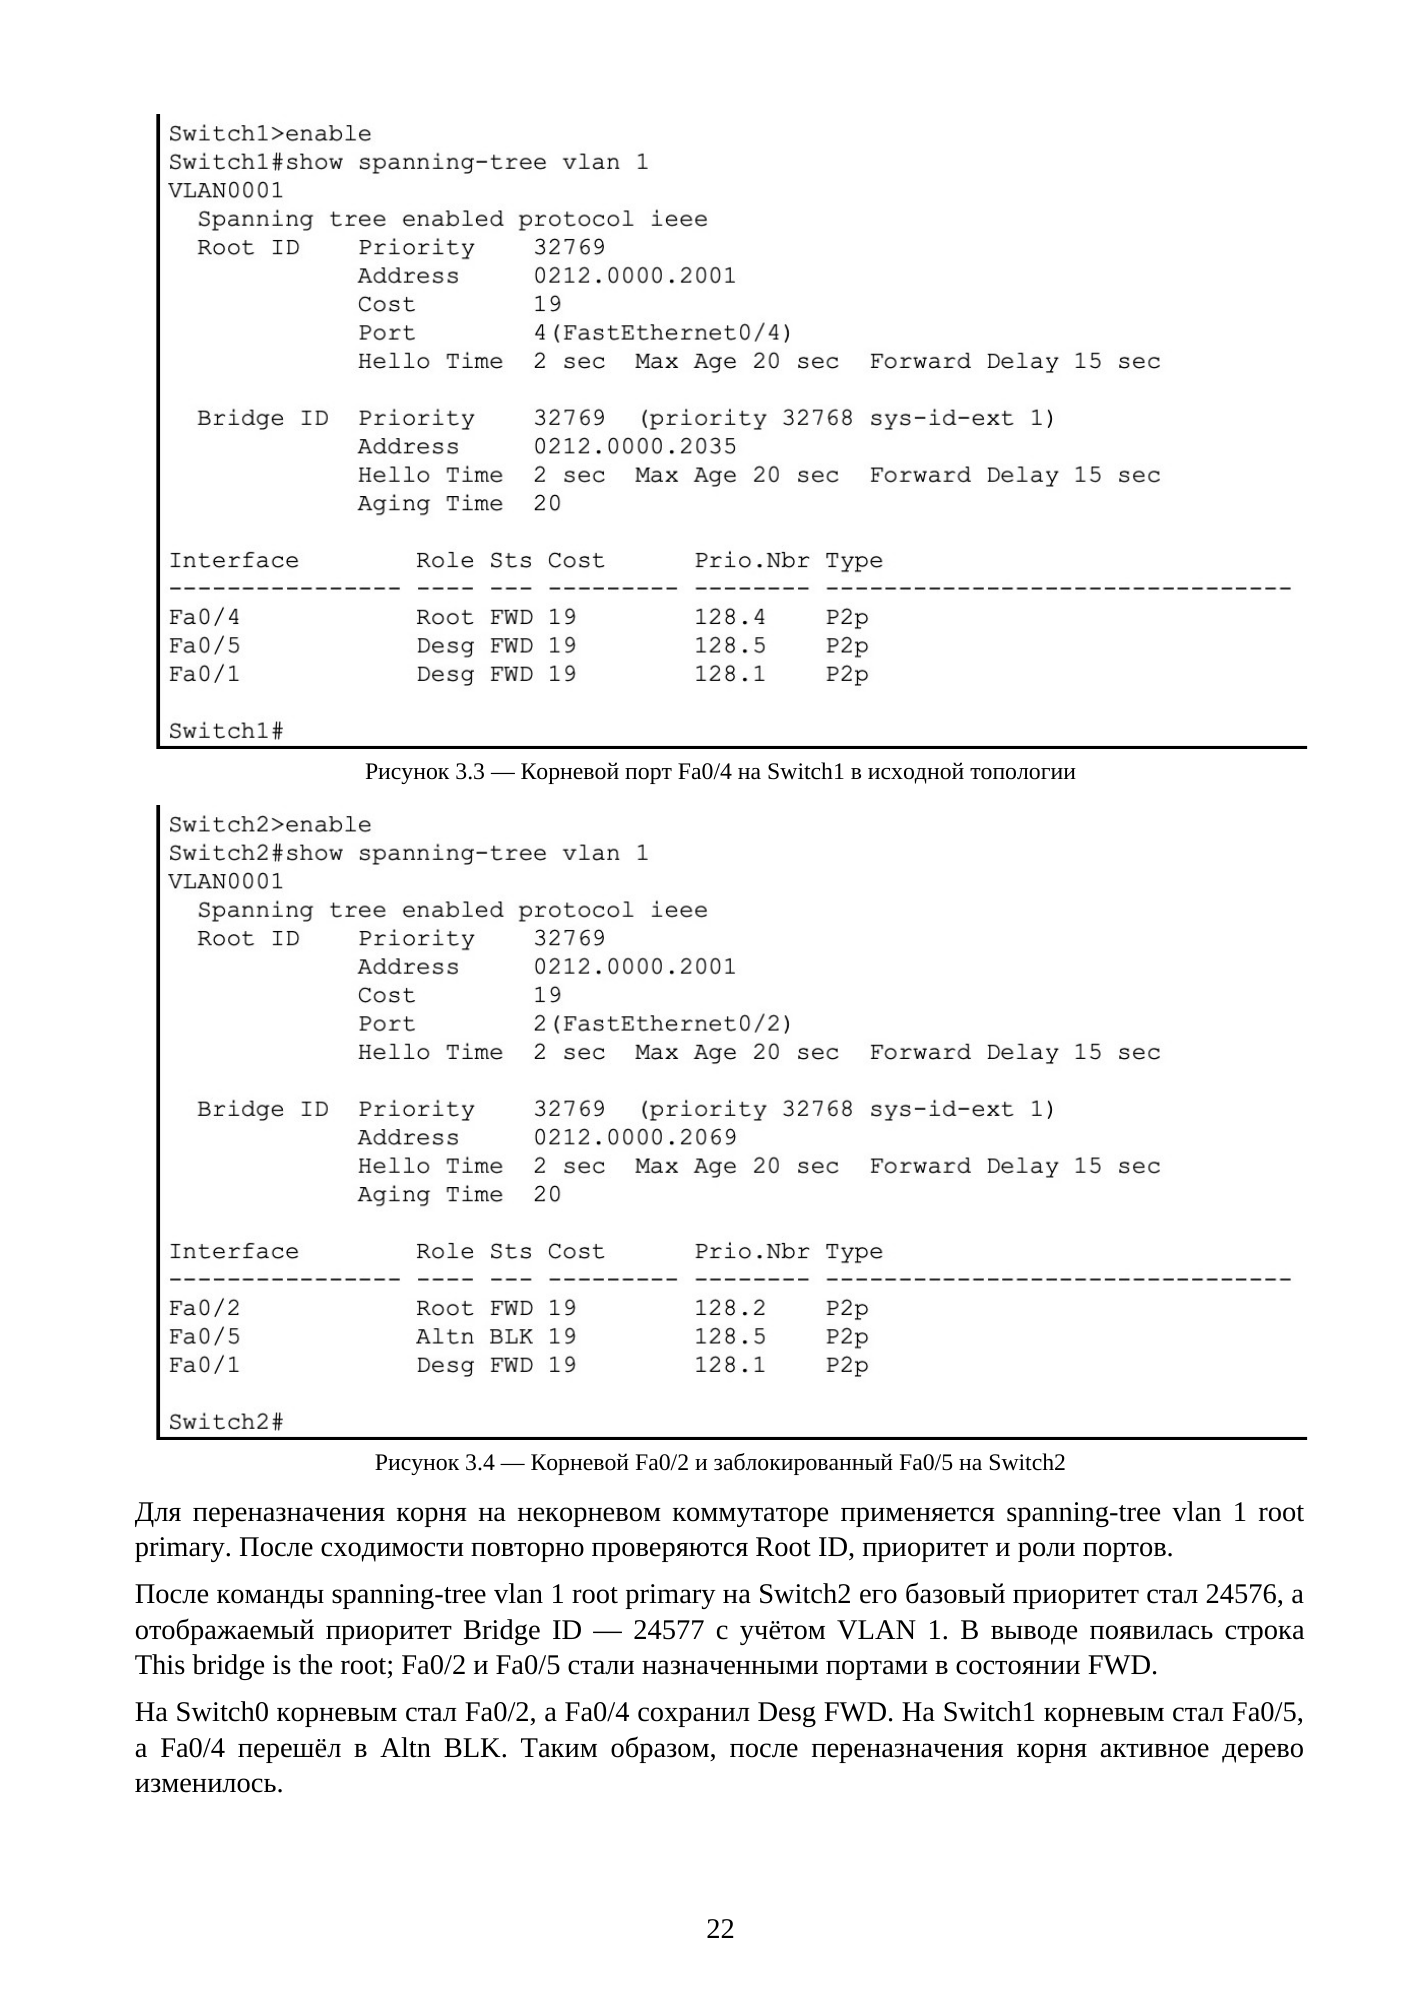 Switch1>enable
Switch1#show spanning-tree vlan 1
VLAN0001
  Spanning tree enabled protocol ieee
  Root ID    Priority    32769
             Address     0212.0000.2001
             Cost        19
             Port        4(FastEthernet0/4)
             Hello Time  2 sec  Max Age 20 sec  Forward Delay 15 sec
  Bridge ID  Priority    32769  (priority 32768 sys-id-ext 1)
             Address     0212.0000.2035
             Hello Time  2 sec  Max Age 20 sec  Forward Delay 15 sec
             Aging Time  20
Interface        Role Sts Cost      Prio.Nbr Type
---------------- ---- --- --------- -------- --------------------------------
Fa0/4            Root FWD 19        128.4    P2p
Fa0/5            Desg FWD 19        128.5    P2p
Fa0/1            Desg FWD 19        128.1    P2p
Switch1#
Рисунок 3.3 — Корневой порт Fa0/4 на Switch1 в исходной топологии
Switch2>enable
Switch2#show spanning-tree vlan 1
VLAN0001
  Spanning tree enabled protocol ieee
  Root ID    Priority    32769
             Address     0212.0000.2001
             Cost        19
             Port        2(FastEthernet0/2)
             Hello Time  2 sec  Max Age 20 sec  Forward Delay 15 sec
  Bridge ID  Priority    32769  (priority 32768 sys-id-ext 1)
             Address     0212.0000.2069
             Hello Time  2 sec  Max Age 20 sec  Forward Delay 15 sec
             Aging Time  20
Interface        Role Sts Cost      Prio.Nbr Type
---------------- ---- --- --------- -------- --------------------------------
Fa0/2            Root FWD 19        128.2    P2p
Fa0/5            Altn BLK 19        128.5    P2p
Fa0/1            Desg FWD 19        128.1    P2p
Switch2#
Рисунок 3.4 — Корневой Fa0/2 и заблокированный Fa0/5 на Switch2
Для переназначения корня на некорневом коммутаторе применяется spanning-tree vlan 1 root
primary. После сходимости повторно проверяются Root ID, приоритет и роли портов.
После команды spanning-tree vlan 1 root primary на Switch2 его базовый приоритет стал 24576, а
отображаемый приоритет Bridge ID — 24577 с учётом VLAN 1. В выводе появилась строка
This bridge is the root; Fa0/2 и Fa0/5 стали назначенными портами в состоянии FWD.
На Switch0 корневым стал Fa0/2, а Fa0/4 сохранил Desg FWD. На Switch1 корневым стал Fa0/5,
а Fa0/4 перешёл в Altn BLK. Таким образом, после переназначения корня активное дерево
изменилось.
22